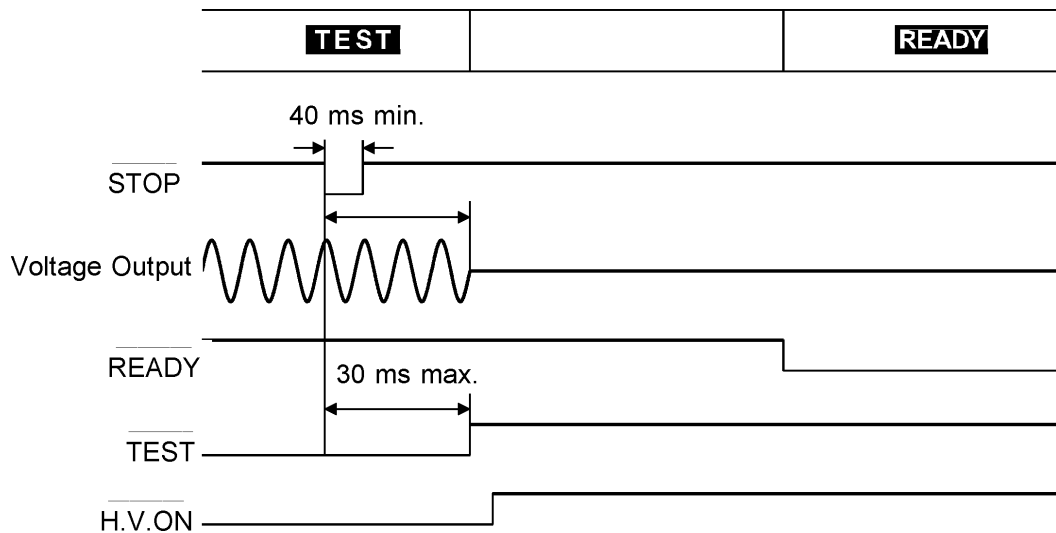 TEST
READY
40 ms min.
STOP
Voltage Output
READY
30 ms max.
TEST
H.V.ON